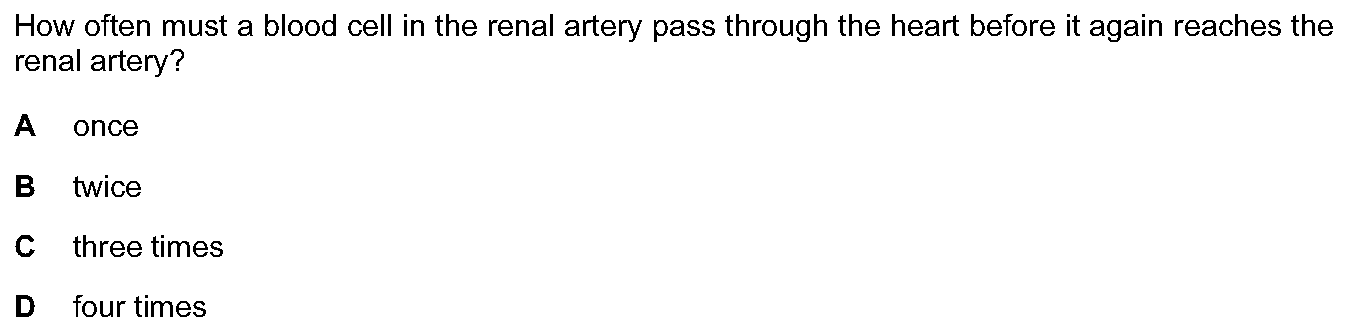 How often must a blood cell in the renal artery pass through the heart before it again reaches the
renal artery?
A once
B twice
C three times
D four times